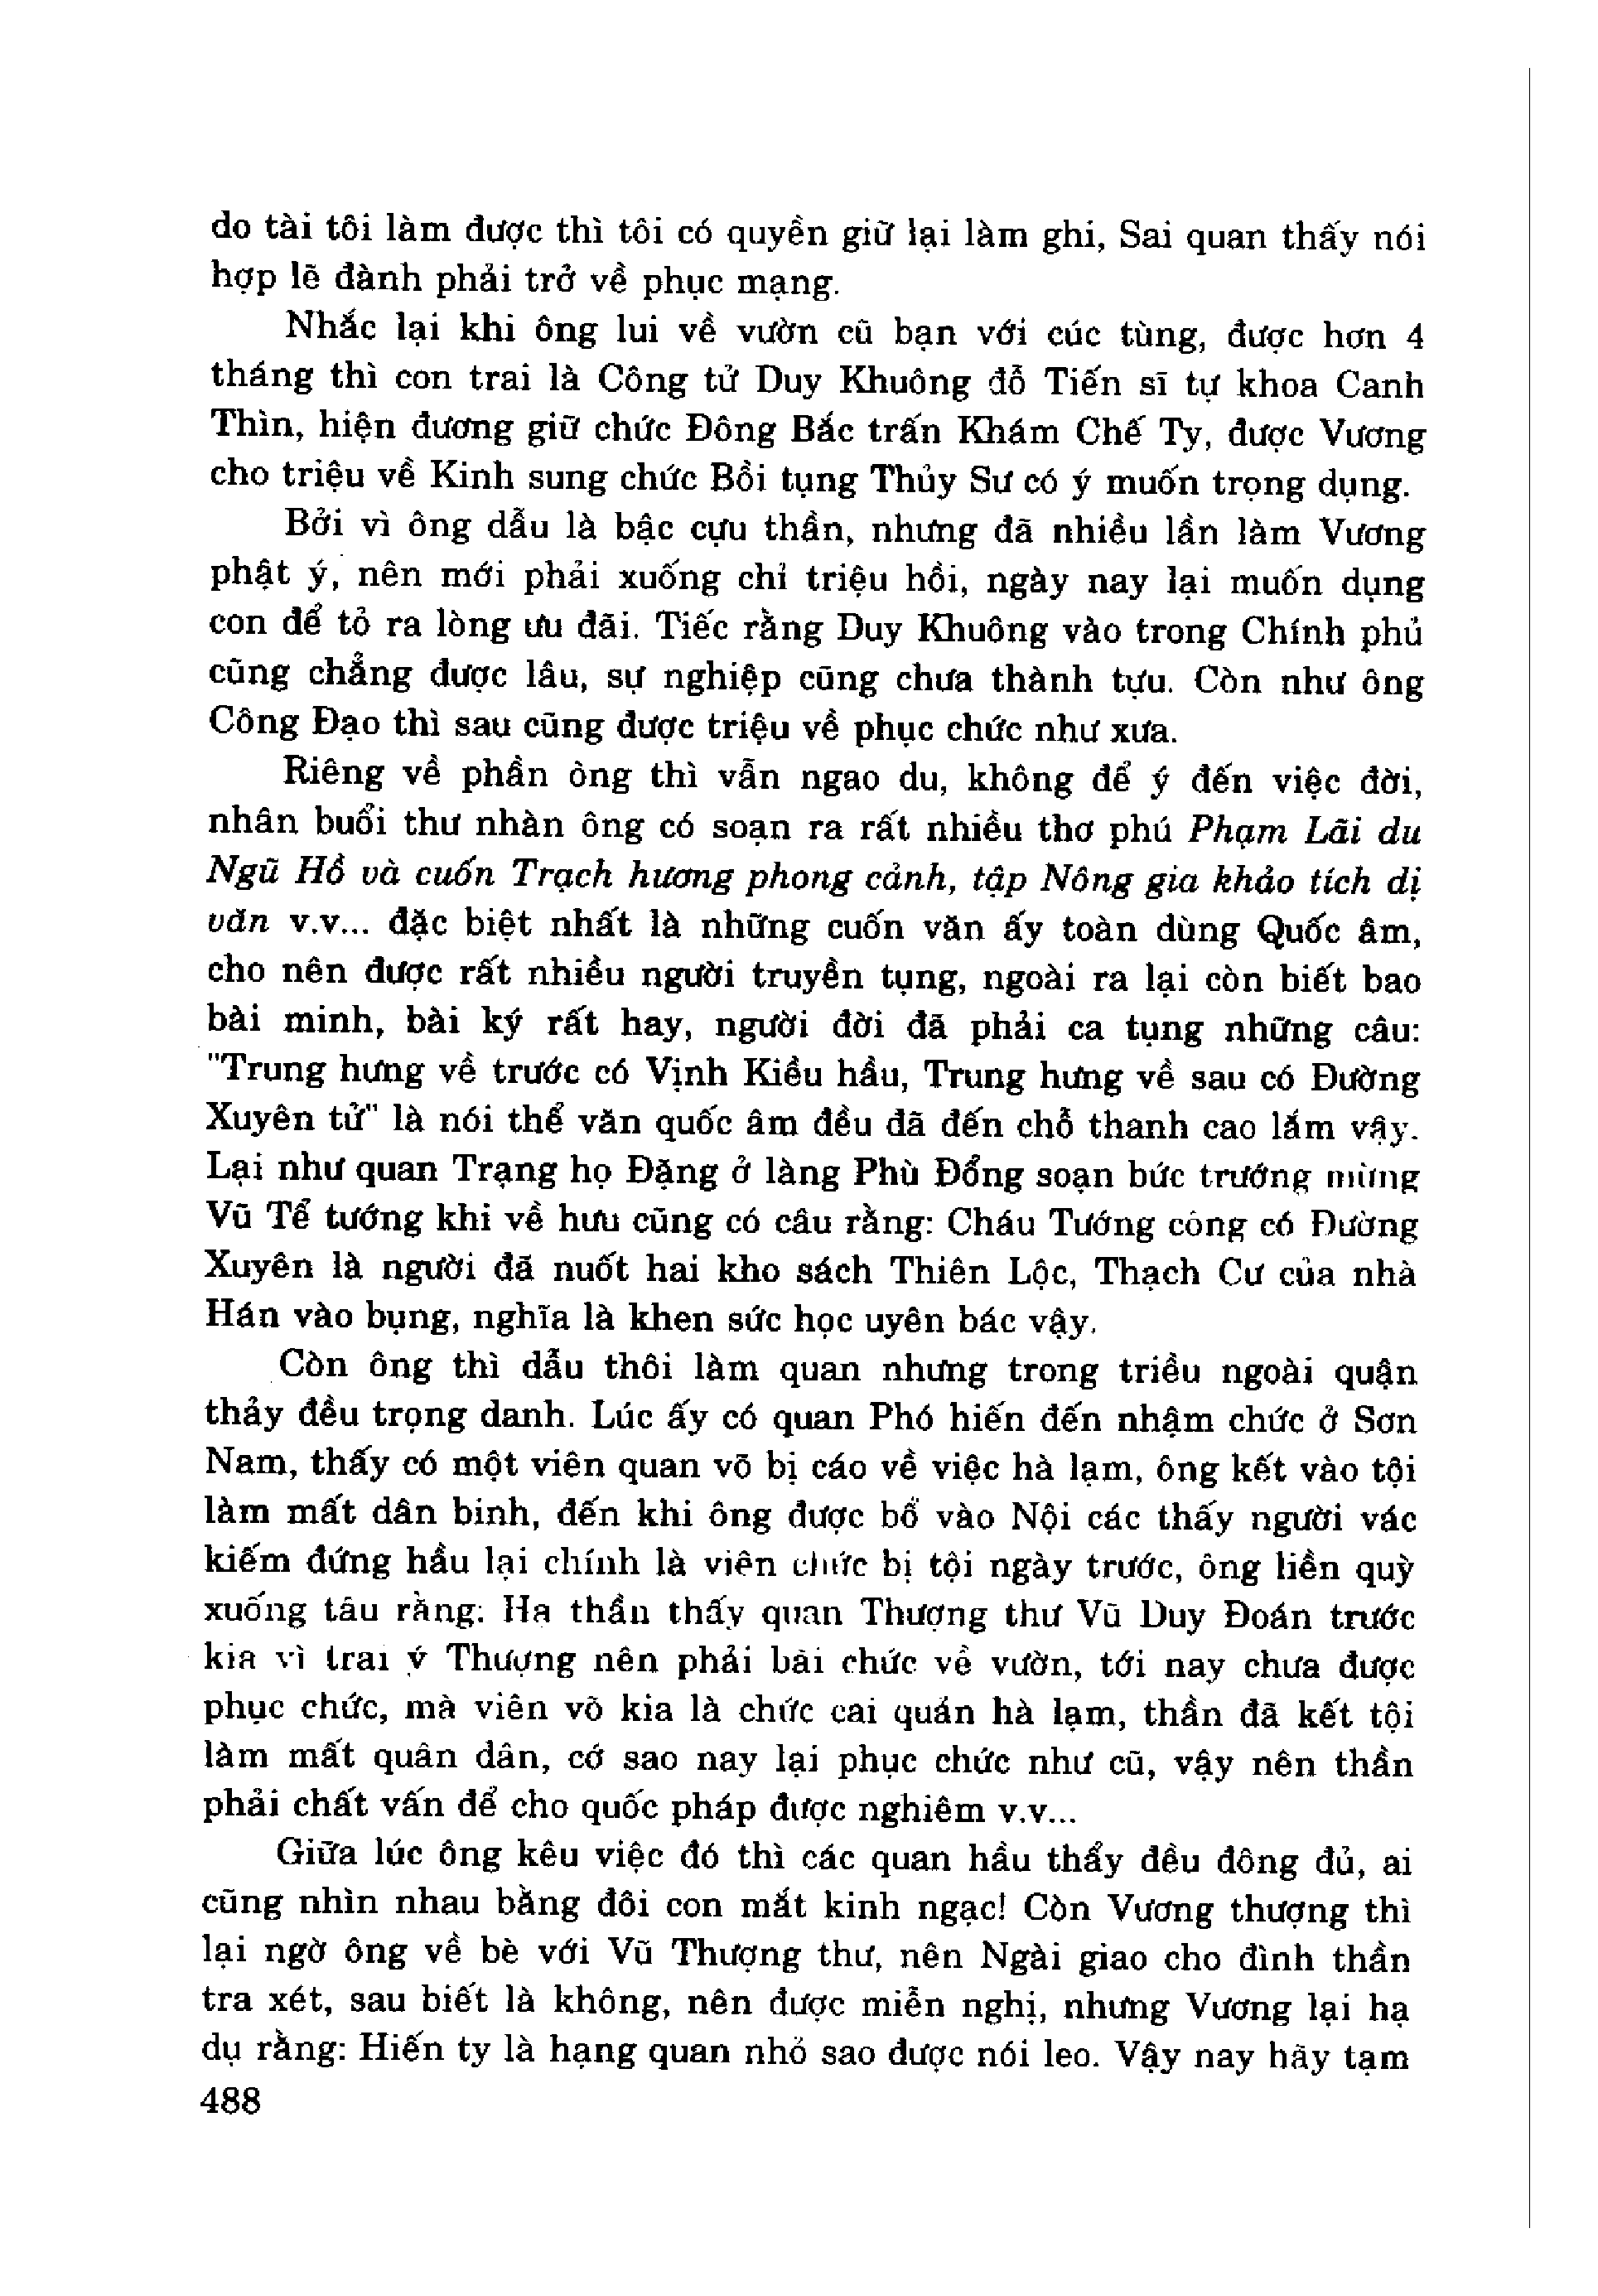 do tài tôi làm được thì tôi có quyền giữ lại làm ghi, Sai quan thấy nói
hợp lẽ đành phải trở về phục mạng.
Nhắc lại khi ông lui về vườn cũ bạn với cúc tùng, được hơn 4
tháng thì con trai là Công tử Duy Khuông đỗ Tiến sĩ tự khoa Canh
Thìn, hiện đương giữ chức Đông Bắc trấn Khám Chế Ty, được Vương
cho triệu về Kinh sung chức Bồi tụng Thủy Sư có ý muốn trọng dụng.
Bởi vì ông dẫu là bậc cựu thần, nhưng đã nhiều lần làm Vương
phật ý, nên mới phải xuống chỉ triệu hồi, ngày nay lại muốn dụng
con để tỏ ra lòng ưu đãi. Tiếc rằng Duy Khuông vào trong Chính phủ
cũng chẳng được lâu, sự nghiệp cũng chưa thành tựu. Còn như ông
Công Đạo thì sau cũng được triệu về phục chức như xưa.
Riêng về phần ông thì vẫn ngao du, không để ý đến việc đời,
nhân buổi thư nhàn ông có soạn ra rất nhiều thơ phú Phạm Lãi du
Ngũ Hồ và cuốn Trạch hương phong cảnh, tập Nông gia khảo tích dị
văn v.v... đặc biệt nhất là những cuốn văn ấy toàn dùng Quốc âm,
cho nên được rất nhiều người truyền tụng, ngoài ra lại còn biết bao
bài minh, bài ký rất hay, người đời đã phải ca tụng những câu:
"Trung hưng về trước có Vịnh Kiều hầu, Trung hưng về sau có Đường
Xuyên tử" là nói thể văn quốc âm đều đã đến chỗ thanh cao lắm vậy.
Lại như quan Trạng họ Đặng ở làng Phù Đổng soạn bức trướng mừng
Vũ Tể tướng khi về hưu cũng có câu rằng: Cháu Tướng công có Đường
Xuyên là người đã nuốt hai kho sách Thiên Lộc, Thạch Cư của nhà
Hán vào bụng, nghĩa là khen sức học uyên bác vậy.
Còn ông thì dẫu thôi làm quan nhưng trong triều ngoài quận
thảy đều trọng danh. Lúc ấy có quan Phó hiến đến nhậm chức ở Sơn
Nam, thấy có một viên quan võ bị cáo về việc hà lạm, ông kết vào tội
làm mất dân binh, đến khi ông được bổ vào Nội các thấy người vác
kiếm đứng hầu lại chính là viên chức bị tội ngày trước, ông liền quỳ
xuống tâu rằng: Hạ thần thấy quan Thượng thư Vũ Duy Đoán trước
kia vì trai ý Thượng nên phải bãi chức về vườn, tới nay chưa được
phục chức, mà viên võ kia là chức cai quản hà lạm, thần đã kết tội
làm mất quân dân, cớ sao nay lại phục chức như cũ, vậy nên thần
phải chất vấn để cho quốc pháp được nghiêm v.v...
Giữa lúc ông kêu việc đó thì các quan hầu thẩy đều đông đủ, ai
cũng nhìn nhau bằng đôi con mắt kinh ngạc! Còn Vương thượng thì
lại ngờ ông về bè với Vũ Thượng thư, nên Ngài giao cho đình thần
tra xét, sau biết là không, nên được miễn nghị, nhưng Vương lại hạ
dụ rằng: Hiến ty là hạng quan nhỏ sao được nói leo. Vậy nay hãy tạm
488